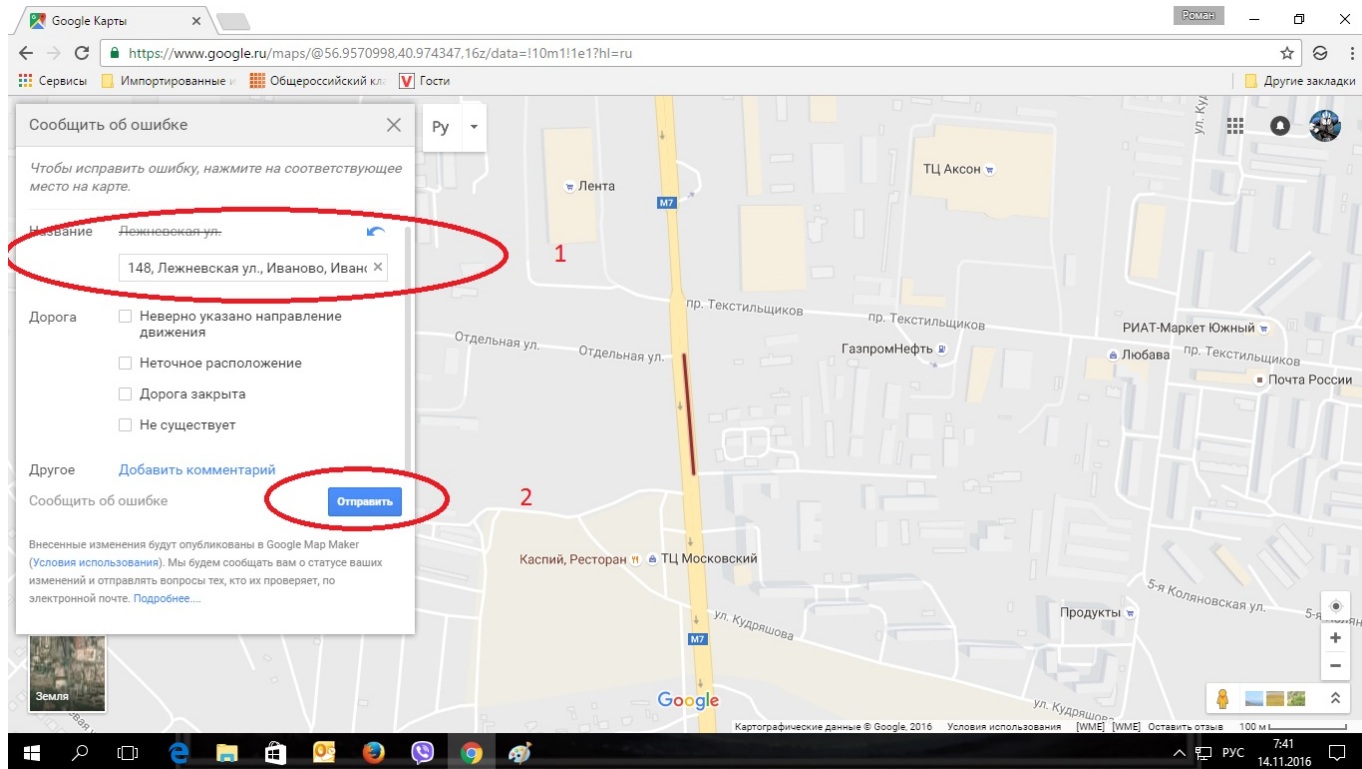 Google Карты
Роман
https://www.google.ru/maps/@56.9570998,40.974347,16z/data=!10m1!1e1?hl=ru
Сервисы
Импортированные и
Общероссийский кла
Гости
Другие закладки
Сообщить об ошибке
Ру
Чтобы исправить ошибку, нажмите на соответствующее
место на карте.
Название
Лежневская ул.
148, Лежневская ул., Иваново, Ивано
1
Дорога
Неверно указано направление
движения
Неточное расположение
Дорога закрыта
Не существует
Другое
Добавить комментарий
Сообщить об ошибке
Отправить
2
Внесенные изменения будут опубликованы в Google Map Maker
(Условия использования). Мы будем сообщать вам о статусе ваших
изменений и отправлять вопросы тех, кто их проверяет, по
электронной почте. Подробнее....
Земля
Лента
М7
ТЦ Аксон
пр. Текстильщиков
пр. Текстильщиков
Отдельная ул.
Отдельная ул.
ГазпромНефть
РИАТ-Маркет Южный
Любава
пр. Текстильщиков
Почта России
Каспий, Ресторан
ТЦ Московский
5-я Коляновская ул.
Продукты
ул. Кудряшова
М7
Google
ул. Кудряшова
Картографические данные © Google, 2016
Условия использования
[WME]
[WME]
Оставить отзыв
100 м
РУС
7:41
14.11.2016